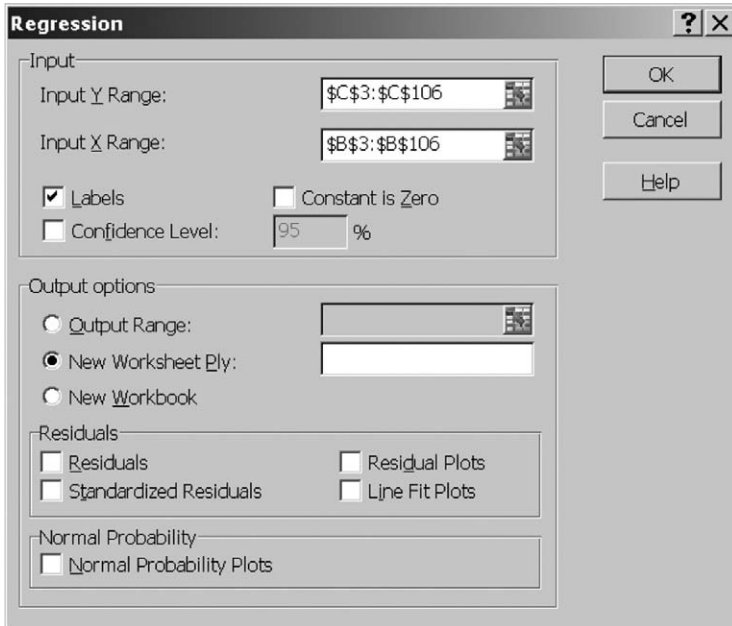 Regression
Input
Input Y Range: $C$3:$C$106
Input X Range: $B$3:$B$106
Labels Constant is Zero
Confidence Level: 95 %
OK
Cancel
Help
Output options
Output Range:
New Worksheet Ply:
New Workbook
Residuals
Residuals Residual Plots
Standardized Residuals Line Fit Plots
Normal Probability
Normal Probability Plots